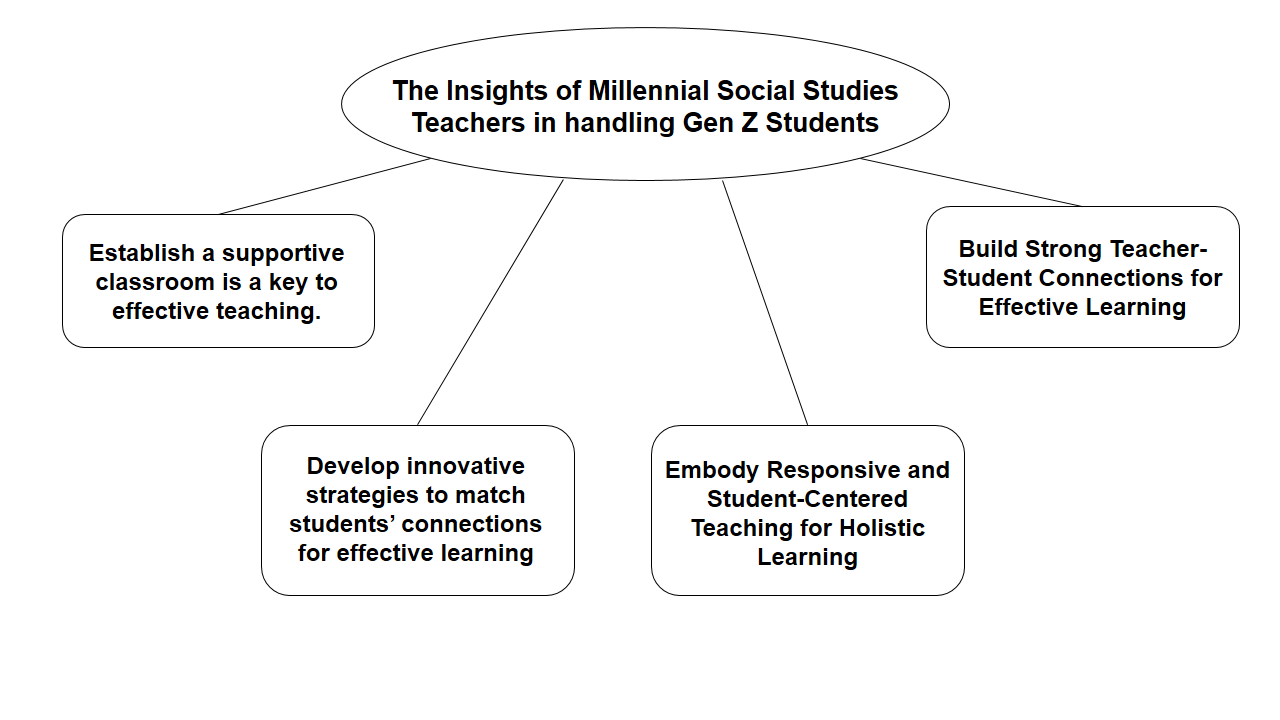 The Insights of Millennial Social Studies
Teachers in handling Gen Z Students
Establish a supportive
classroom is a key to
effective teaching.
Build Strong Teacher-
Student Connections for
Effective Learning
Develop innovative
strategies to match
students’ connections
for effective learning
Embody Responsive and
Student-Centered
Teaching for Holistic
Learning